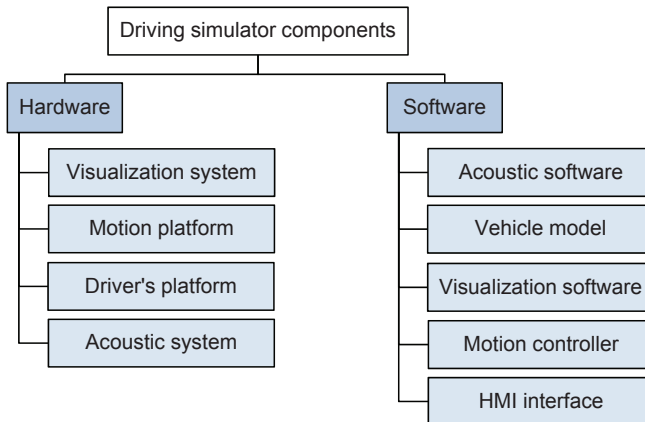 Driving simulator components
Hardware
Visualization system
Motion platform
Driver's platform
Acoustic system
Software
Acoustic software
Vehicle model
Visualization software
Motion controller
HMI interface